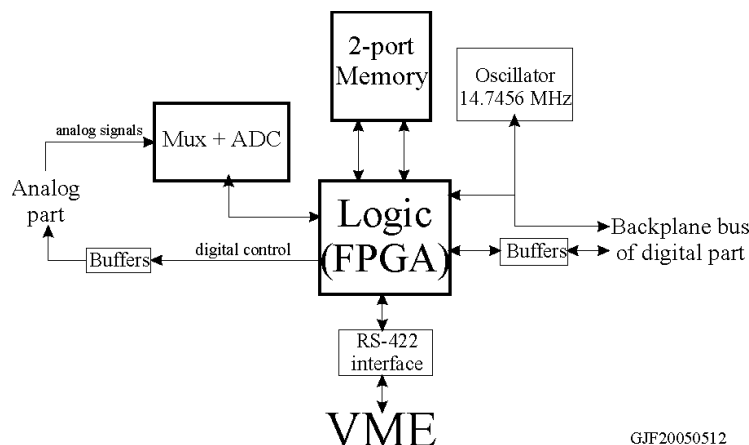 2-port
Memory
Oscillator
14.7456 MHz
analog signals
Mux + ADC
Analog
part
Logic
(FPGA)
Backplane bus
of digital part
digital control
Buffers
Buffers
RS-422
interface
VME
GJF20050512